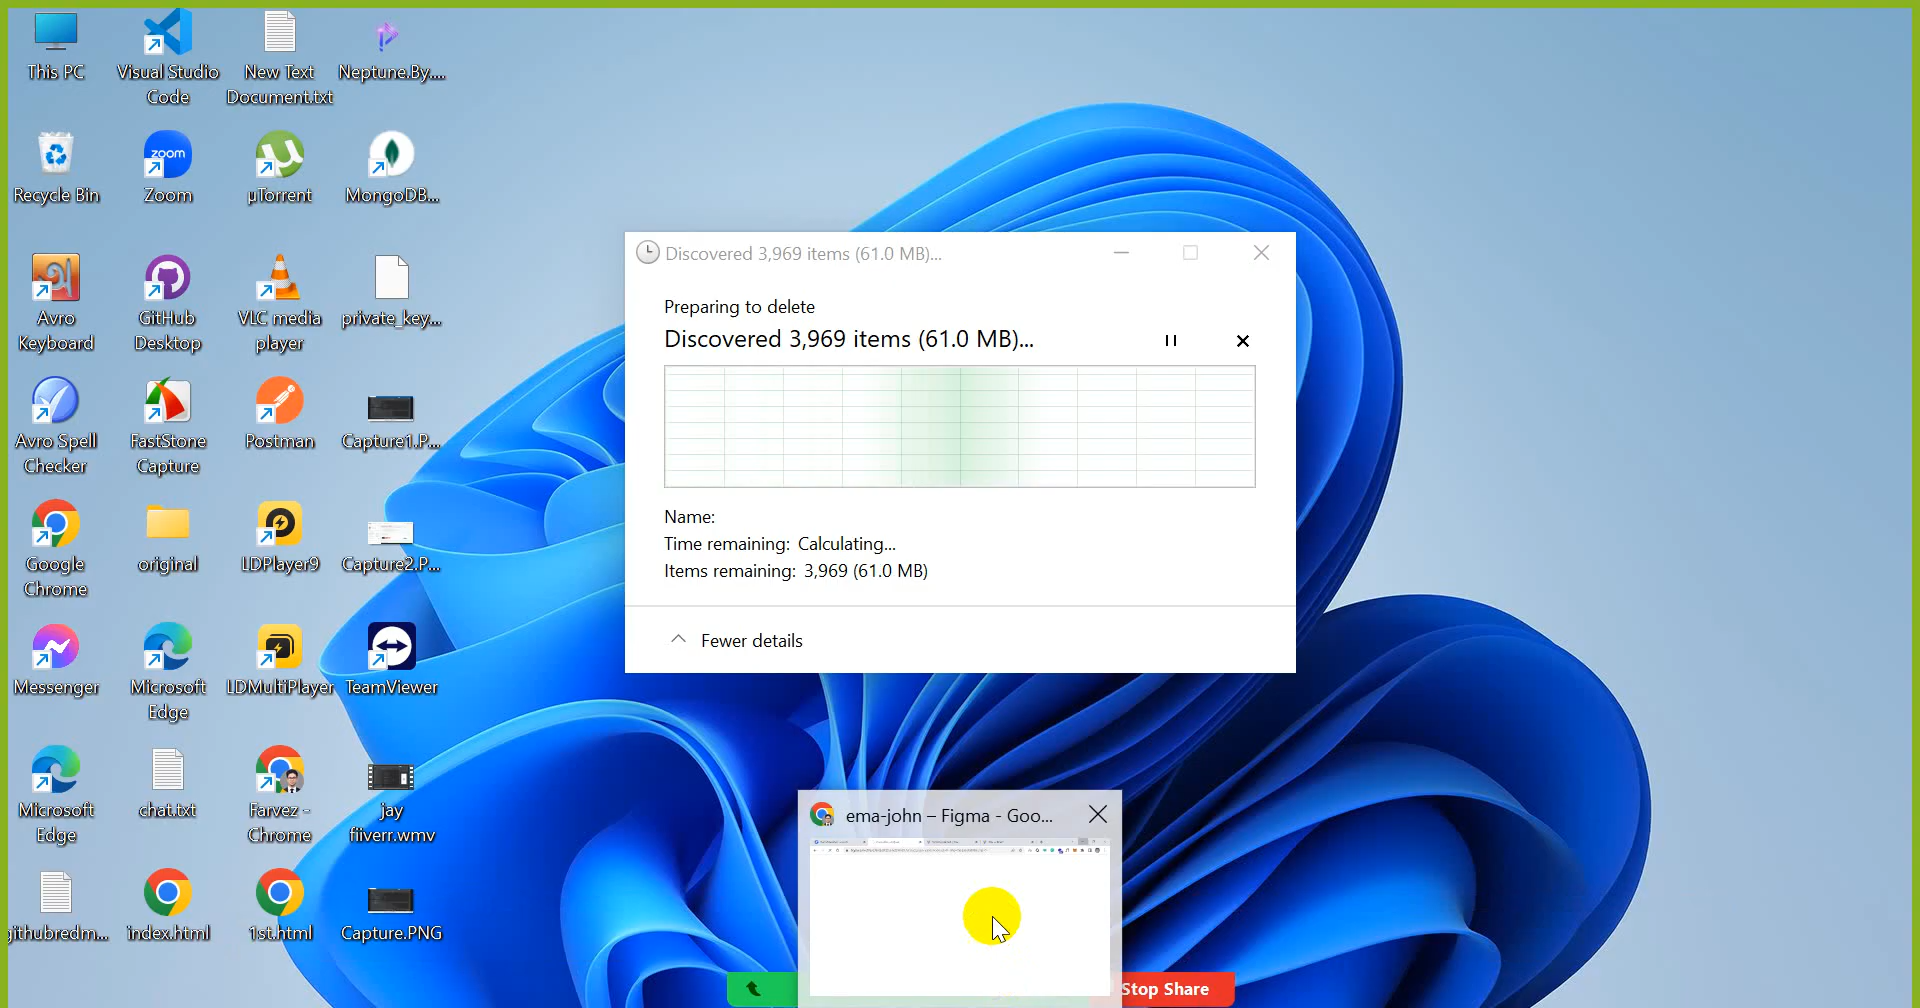 This PC
Visual Studio
Code
New Text
Document.txt
Neptune.By....
Recycle Bin
zoom
Zoom
µTorrent
MongoDB...
Avro
Keyboard
GitHub
Desktop
VLC media
player
private_key...
Avro Spell
Checker
FastStone
Capture
Postman
Capture1.P...
Google
Chrome
original
LDPlayer9
Capture2.P...
Messenger
Microsoft
Edge
LDMultiPlayer
TeamViewer
Microsoft
Edge
chat.txt
Farvez -
Chrome
jay
fiiverr.wmv
githubredm...
index.html
1st.html
Capture.PNG
Discovered 3,969 items (61.0 MB)...
Preparing to delete
Discovered 3,969 items (61.0 MB)...
Name:
Time remaining: Calculating...
Items remaining: 3,969 (61.0 MB)
Fewer details
ema-john – Figma - Goo...
Stop Share